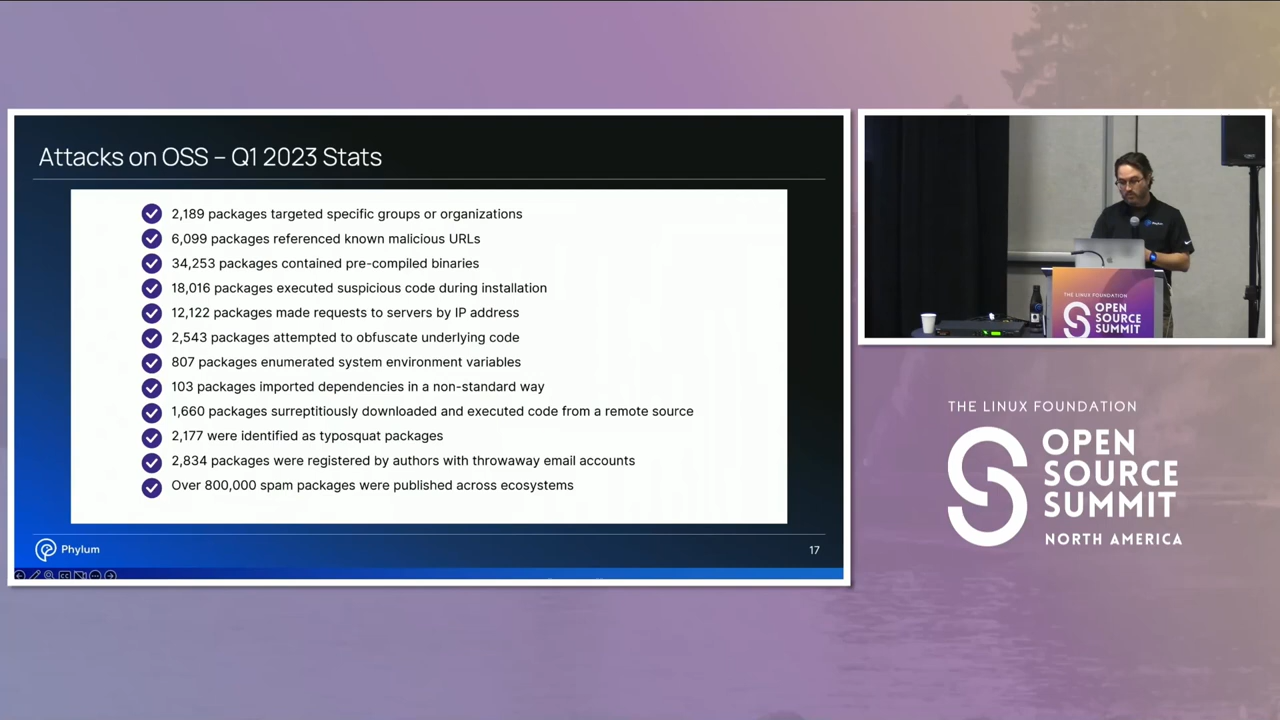 Attacks on OSS – Q1 2023 Stats
2,189 packages targeted specific groups or organizations
6,099 packages referenced known malicious URLs
34,253 packages contained pre-compiled binaries
18,016 packages executed suspicious code during installation
12,122 packages made requests to servers by IP address
2,543 packages attempted to obfuscate underlying code
807 packages enumerated system environment variables
103 packages imported dependencies in a non-standard way
1,660 packages surreptitiously downloaded and executed code from a remote source
2,177 were identified as typosquat packages
2,834 packages were registered by authors with throwaway email accounts
Over 800,000 spam packages were published across ecosystems
Phylum
17
Phylum
THE LINUX FOUNDATION
OPEN
SOURCE
SUMMIT
THE LINUX FOUNDATION
OPEN
SOURCE
SUMMIT
NORTH AMERICA